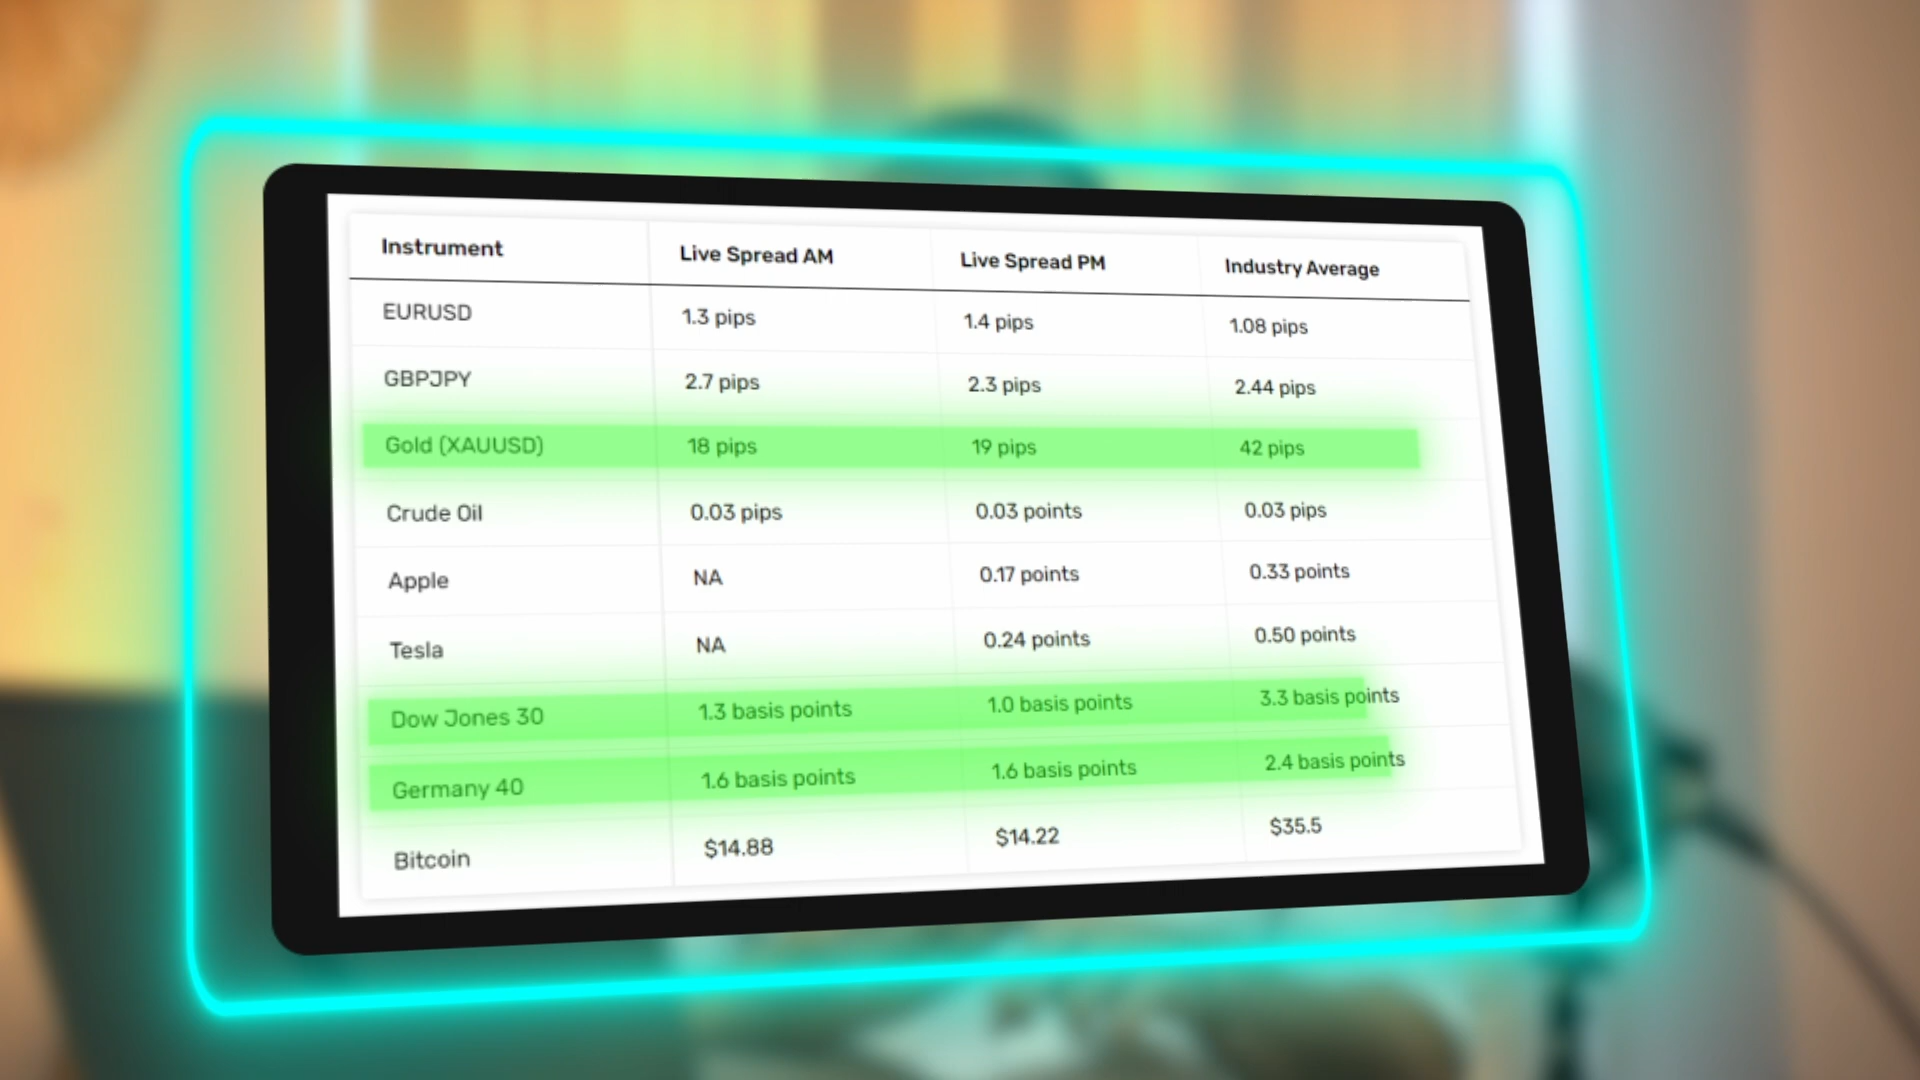 Instrument Live Spread AM Live Spread PM Industry Average
EURUSD 1.3 pips 1.4 pips 1.08 pips
GBPJPY 2.7 pips 2.3 pips 2.44 pips
Gold (XAUUSD) 18 pips 19 pips 42 pips
Crude Oil 0.03 pips 0.03 points 0.03 pips
Apple NA 0.17 points 0.33 points
Tesla NA 0.24 points 0.50 points
Dow Jones 30 1.3 basis points 1.0 basis points 3.3 basis points
Germany 40 1.6 basis points 1.6 basis points 2.4 basis points
Bitcoin $14.88 $14.22 $35.5